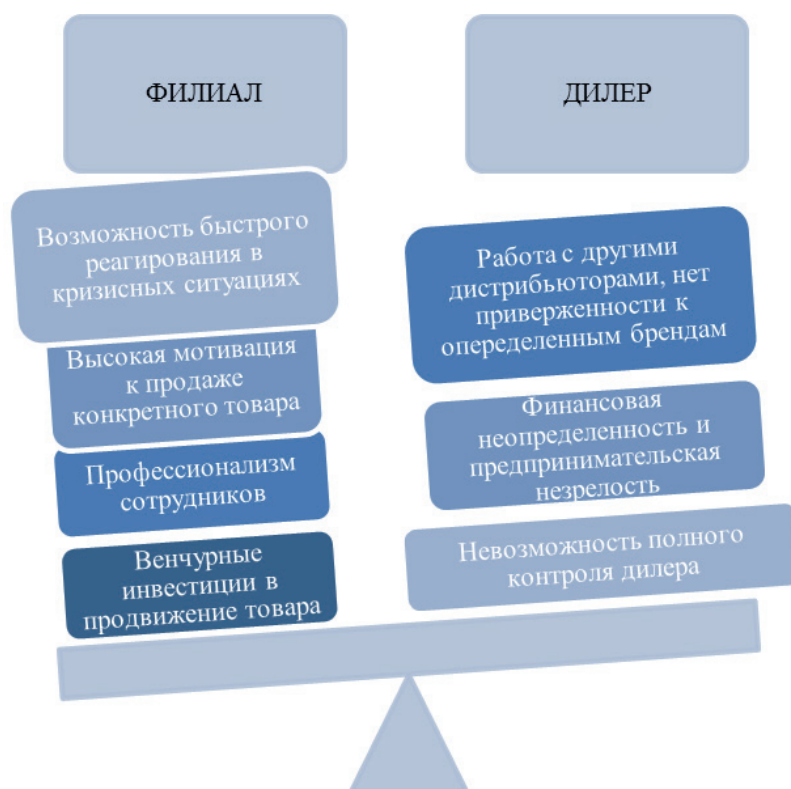 ФИЛИАЛ
ДИЛЕР
Возможность быстрого
реагирования в
кризисных ситуациях
Высокая мотивация
к продаже
конкретного товара
Профессионализм
сотрудников
Венчурные
инвестиции в
продвижение товара
Работа с другими
дистрибьюторами, нет
приверженности к
опеределенным брендам
Финансовая
неопределенность и
предпринимательская
незрелость
Невозможность полного
контроля дилера